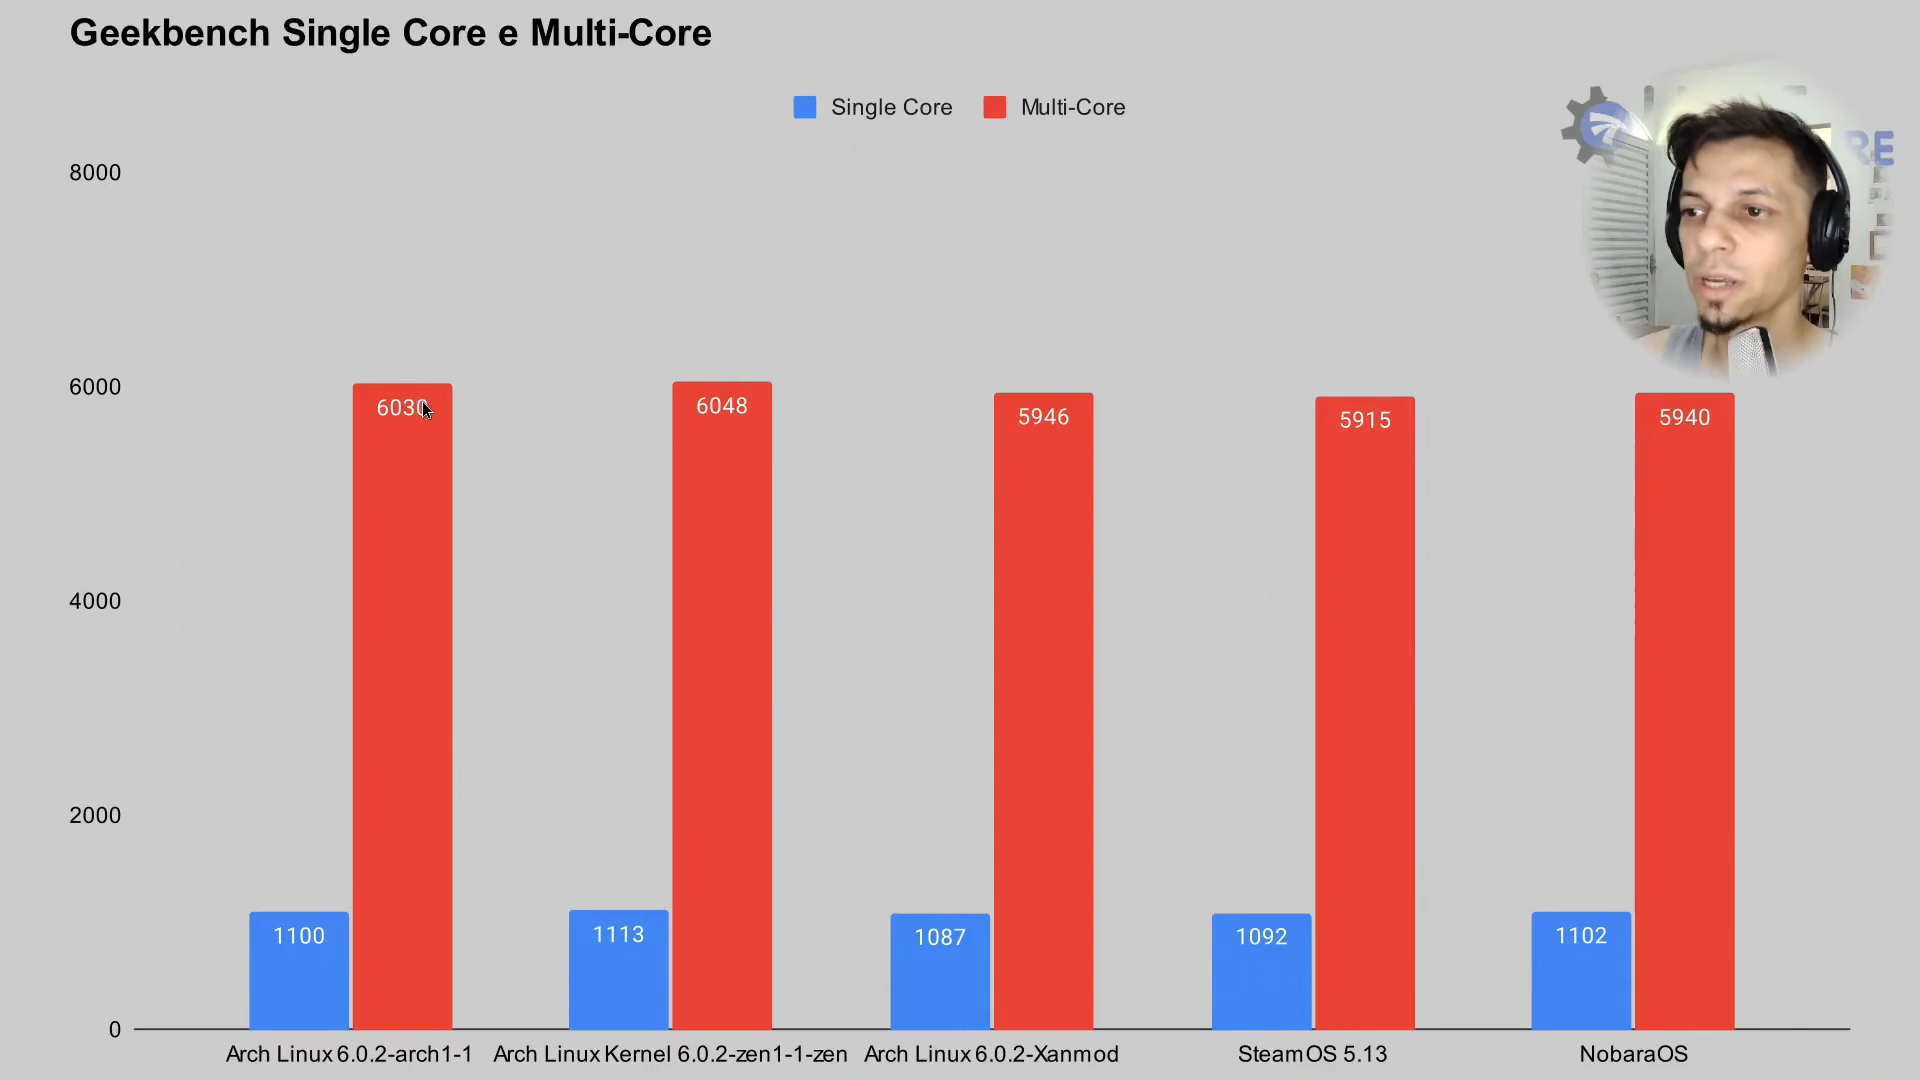 Geekbench Single Core e Multi-Core
Single Core
Multi-Core
RE
8000
6000
4000
2000
0
6030
6048
5946
5915
5940
1100
1113
1087
1092
1102
Arch Linux 6.0.2-arch1-1
Arch Linux Kernel 6.0.2-zen1-1-zen
Arch Linux 6.0.2-Xanmod
SteamOS 5.13
NobaraOS